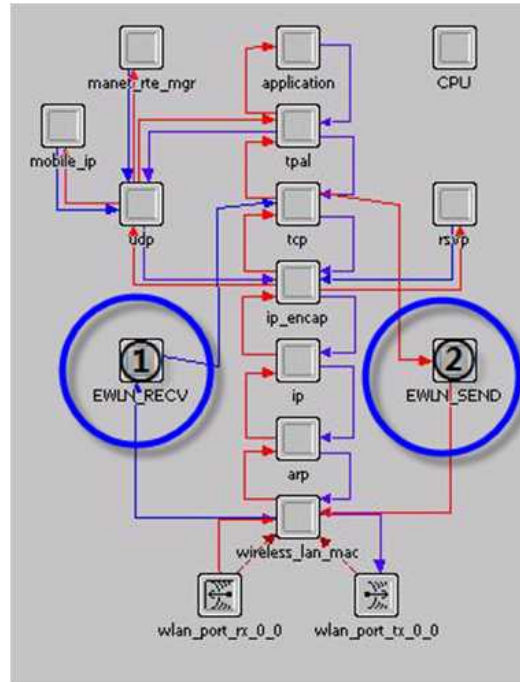 manet_rte_mgr
application
CPU
mobile_ip
tpal
udp
tcp
rsvp
ip_encap
1
2
EWLN_RECV
ip
EWLN_SEND
arp
wireless_lan_mac
wlan_port_rx_0_0
wlan_port_tx_0_0